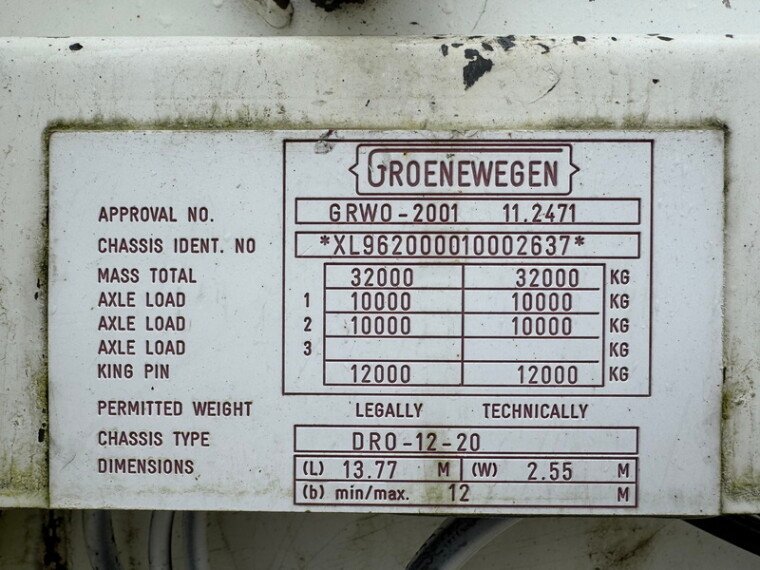 GROENEWEGEN
APPROVAL NO. GRWO-2001 11.2471
CHASSIS IDENT. NO *XL962000010002637*
MASS TOTAL 32000 32000 KG
AXLE LOAD 1 10000 10000 KG
AXLE LOAD 2 10000 10000 KG
AXLE LOAD 3 KG
KING PIN 12000 12000 KG
PERMITTED WEIGHT LEGALLY TECHNICALLY
CHASSIS TYPE DRO-12-20
DIMENSIONS (L) 13.77 M (W) 2.55 M
(b) min/max. 12 M